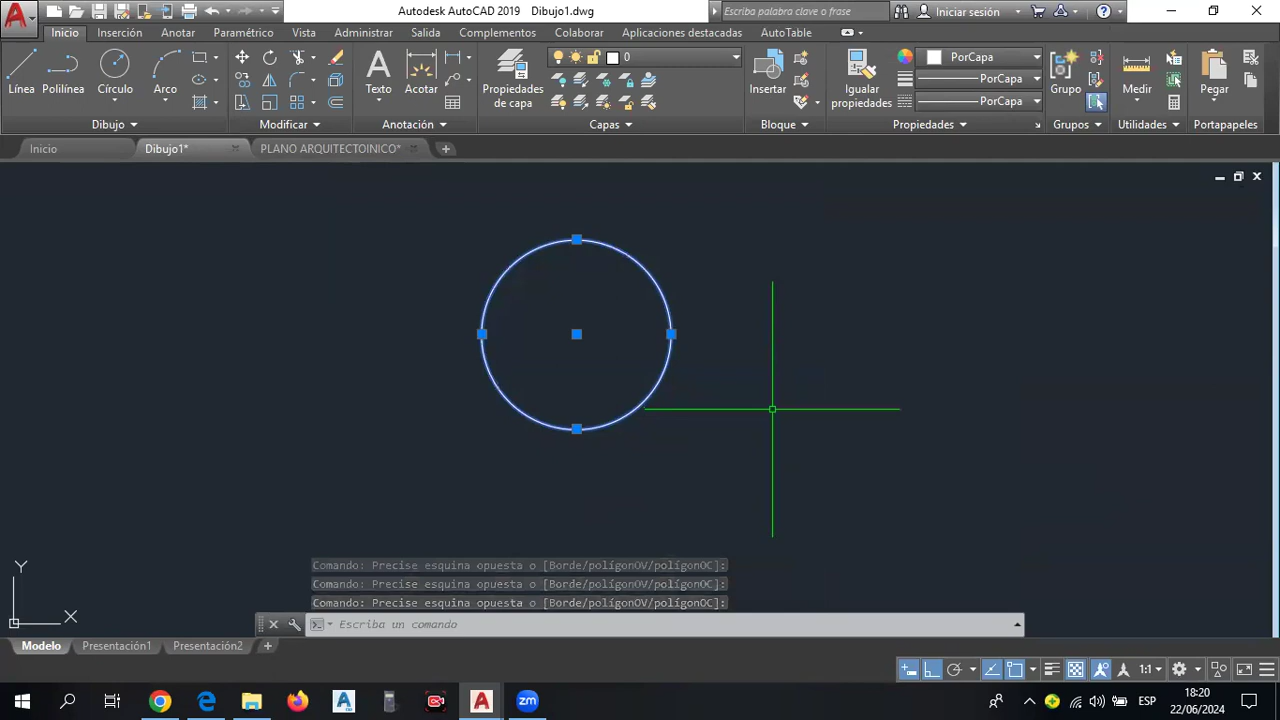 Autodesk AutoCAD 2019 Dibujo1.dwg
Escriba palabra clave o frase
Iniciar sesión
Inicio Inserción Anotar Paramétrico Vista Administrar Salida Complementos Colaborar Aplicaciones destacadas AutoTable
Línea Polilínea Círculo Arco
Texto Acotar
Propiedades de capa
0
Insertar
Igualar propiedades
PorCapa
PorCapa
PorCapa
Grupo
Medir
Pegar
Dibujo Modificar Anotación Capas Bloque Propiedades Grupos Utilidades Portapapeles
Inicio Dibujo1* PLANO ARQUITECTOINICO*
Comando: Precise esquina opuesta o [Borde/polígonOV/polígonOC]:
Comando: Precise esquina opuesta o [Borde/polígonOV/polígonOC]:
Comando: Precise esquina opuesta o [Borde/polígonOV/polígonOC]:
Y
X
Escriba un comando
Modelo Presentación1 Presentación2
1:1
ESP
18:20
22/06/2024